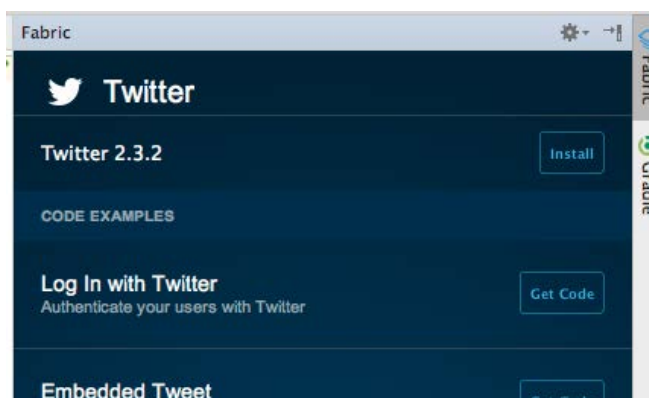 Fabric
Twitter
Twitter 2.3.2
Install
CODE EXAMPLES
Log In with Twitter
Get Code
Authenticate your users with Twitter
Embedded Tweet
Fabric
Gradle